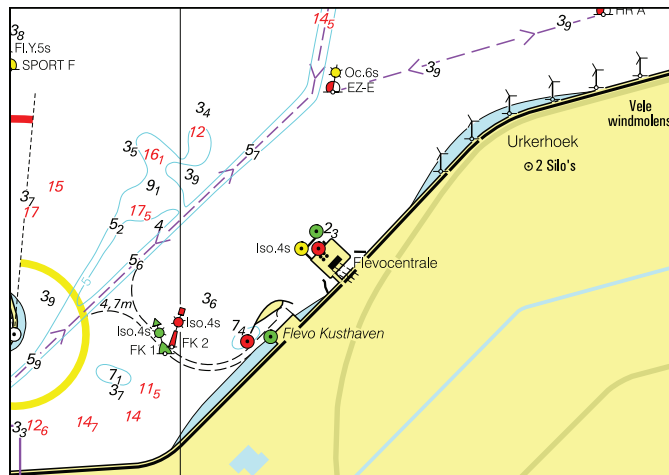 14₅
HR A
3₈
Fl.Y.5s
SPORT F
3₉
Oc.6s
EZ-E
3₉
Vele
windmolens
3₄
12
Urkerhoek
2 Silo's
3₅
16₁
5₇
3₉
9₁
15
3₇
17
17₅
4
5₂
2₃
Iso.4s
Flevocentrale
5₆
5
3₉
4,7m
3₆
Iso.4s
Iso.4s
7₄
Flevo Kusthaven
FK 1
FK 2
5₉
7₁
3₇
11₅
14
14₇
12₆
3₃